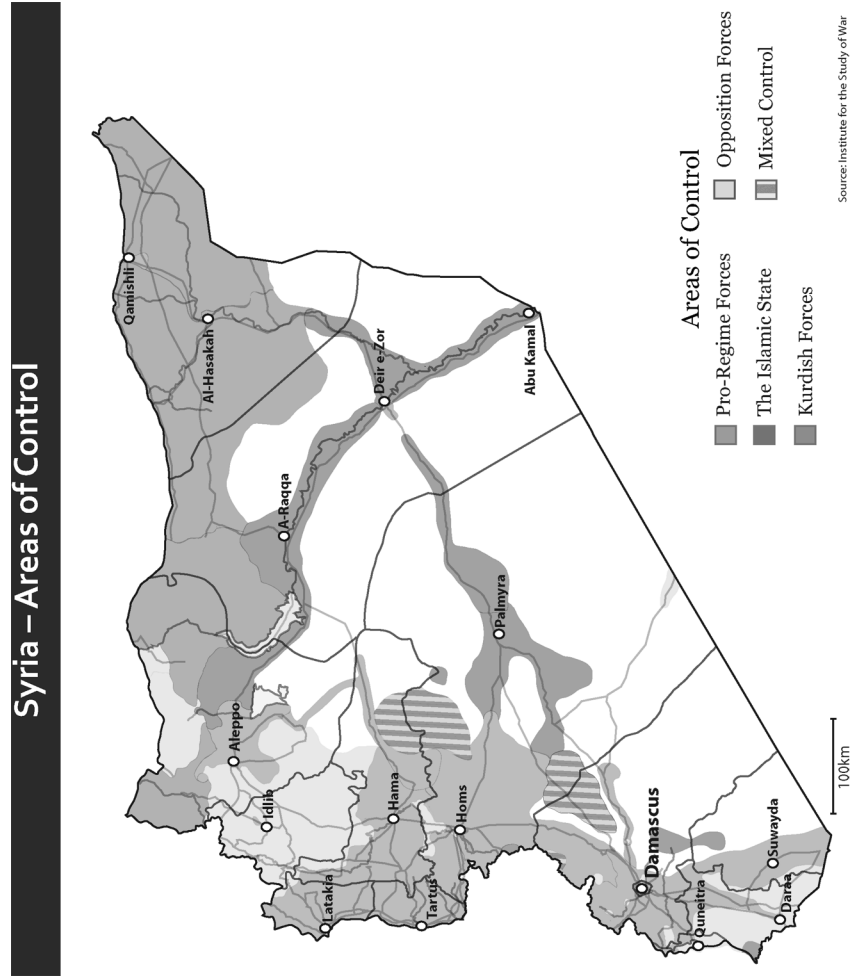 Syria – Areas of Control
Qamishli
Al-Hasakah
Deir e-Zor
Abu Kamal
A-Raqqa
Palmyra
Aleppo
Idlib
Hama
Homs
Latakia
Tartus
Damascus
Quneitra
Suwayda
Daraa
100km
Areas of Control
Pro-Regime Forces
The Islamic State
Kurdish Forces
Opposition Forces
Mixed Control
Source: Institute for the Study of War